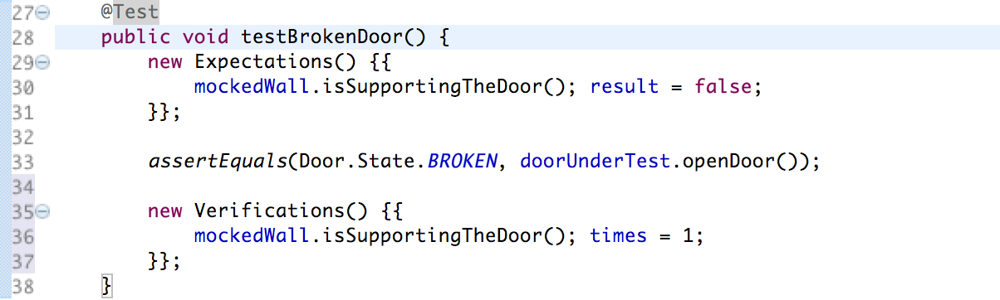 27 @Test
28 public void testBrokenDoor() {
29 new Expectations() {{
30 mockedWall.isSupportingTheDoor(); result = false;
31 }};
32
33 assertEquals(Door.State.BROKEN, doorUnderTest.openDoor());
34
35 new Verifications() {{
36 mockedWall.isSupportingTheDoor(); times = 1;
37 }};
38 }